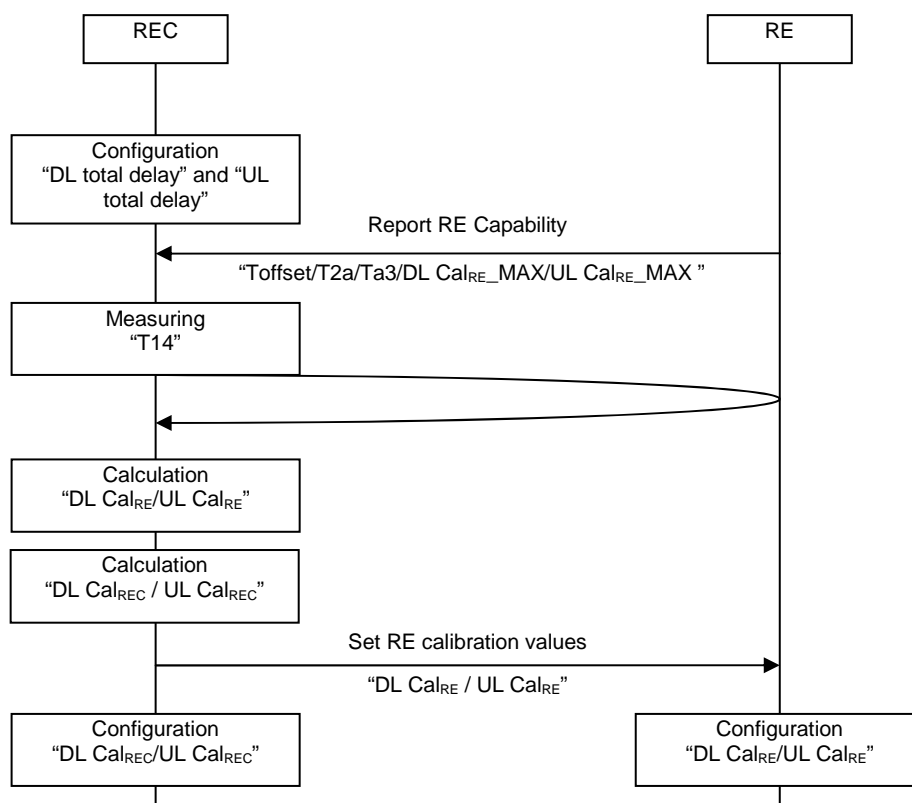 REC
RE
Configuration
“DL total delay” and “UL
total delay”
Report RE Capability
“Toffset/T2a/Ta3/DL CalRE_MAX/UL CalRE_MAX ”
Measuring
“T14”
Calculation
“DL CalRE/UL CalRE”
Calculation
“DL CalREC / UL CalREC”
Set RE calibration values
“DL CalRE / UL CalRE”
Configuration
“DL CalREC/UL CalREC”
Configuration
“DL CalRE/UL CalRE”